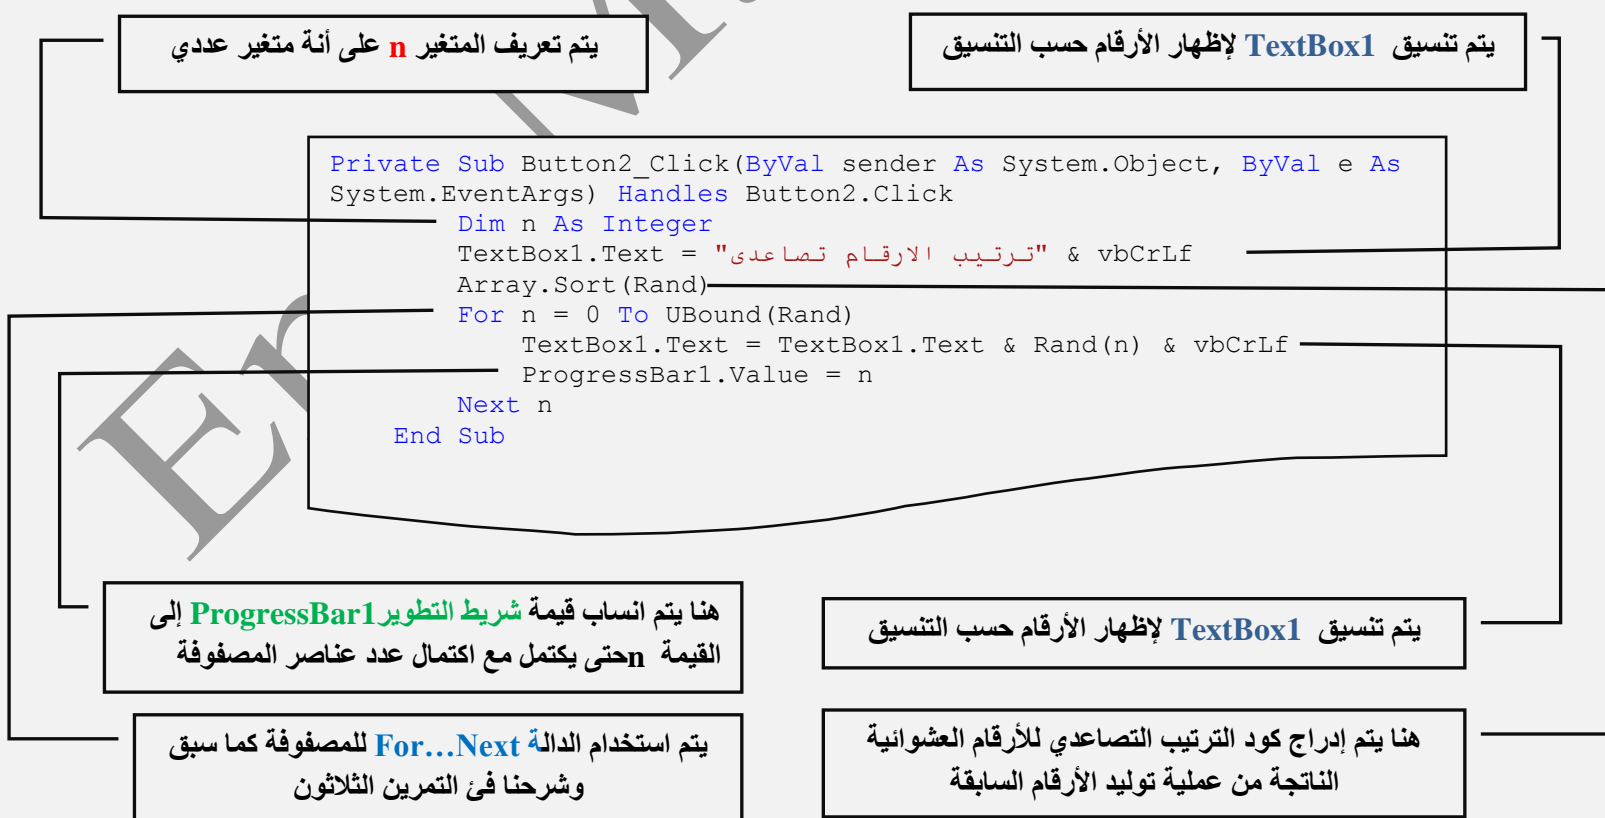 يتم تعريف المتغير n على أنة متغير عددي
يتم تنسيق TextBox1 لإظهار الأرقام حسب التنسيق
Private Sub Button2_Click(ByVal sender As System.Object, ByVal e As
System.EventArgs) Handles Button2.Click
Dim n As Integer
TextBox1.Text = "ترتيب الارقام تصاعدى" & vbCrLf
Array.Sort(Rand)
For n = 0 To UBound(Rand)
TextBox1.Text = TextBox1.Text & Rand(n) & vbCrLf
ProgressBar1.Value = n
Next n
End Sub
هنا يتم انساب قيمة شريط التطويرProgressBar1 إلى
القيمة nحتى يكتمل مع اكتمال عدد عناصر المصفوفة
يتم تنسيق TextBox1 لإظهار الأرقام حسب التنسيق
يتم استخدام الدالة For...Next للمصفوفة كما سبق
وشرحنا فئ التمرين الثلاثون
هنا يتم إدراج كود الترتيب التصاعدي للأرقام العشوائية
الناتجة من عملية توليد الأرقام السابقة